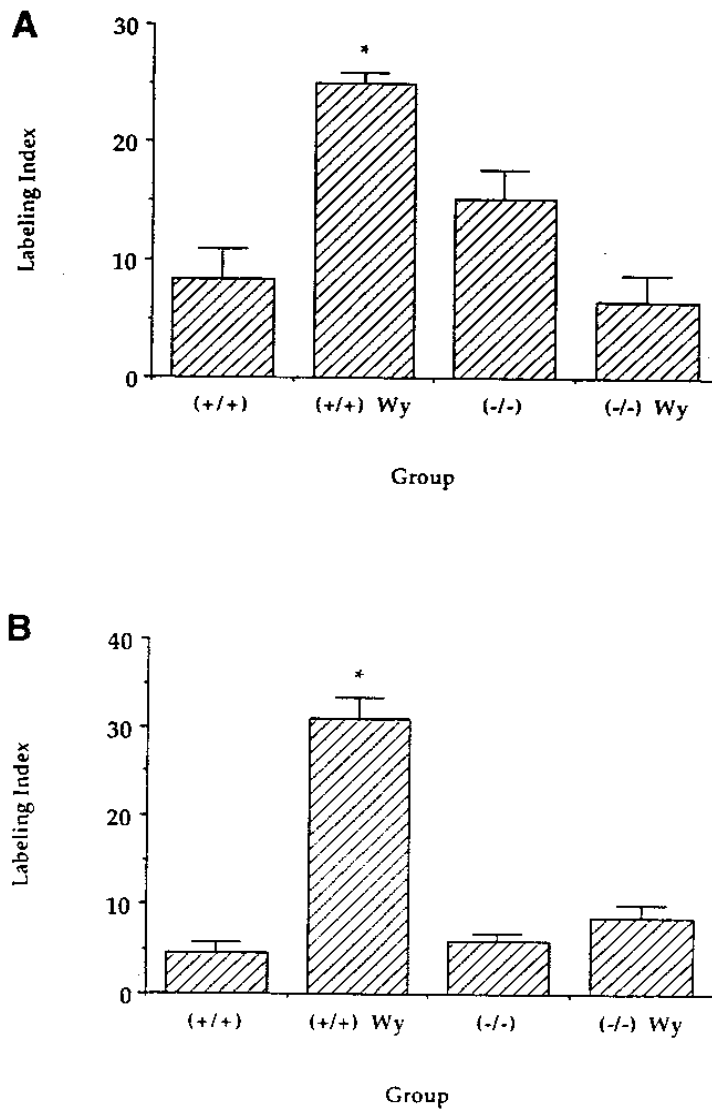 A
30
*
20
Labeling Index
10
0
(+/+) (+/+) Wy (-/-) (-/-) Wy
Group
B
40
*
30
Labeling Index
20
10
0
(+/+) (+/+) Wy (-/-) (-/-) Wy
Group